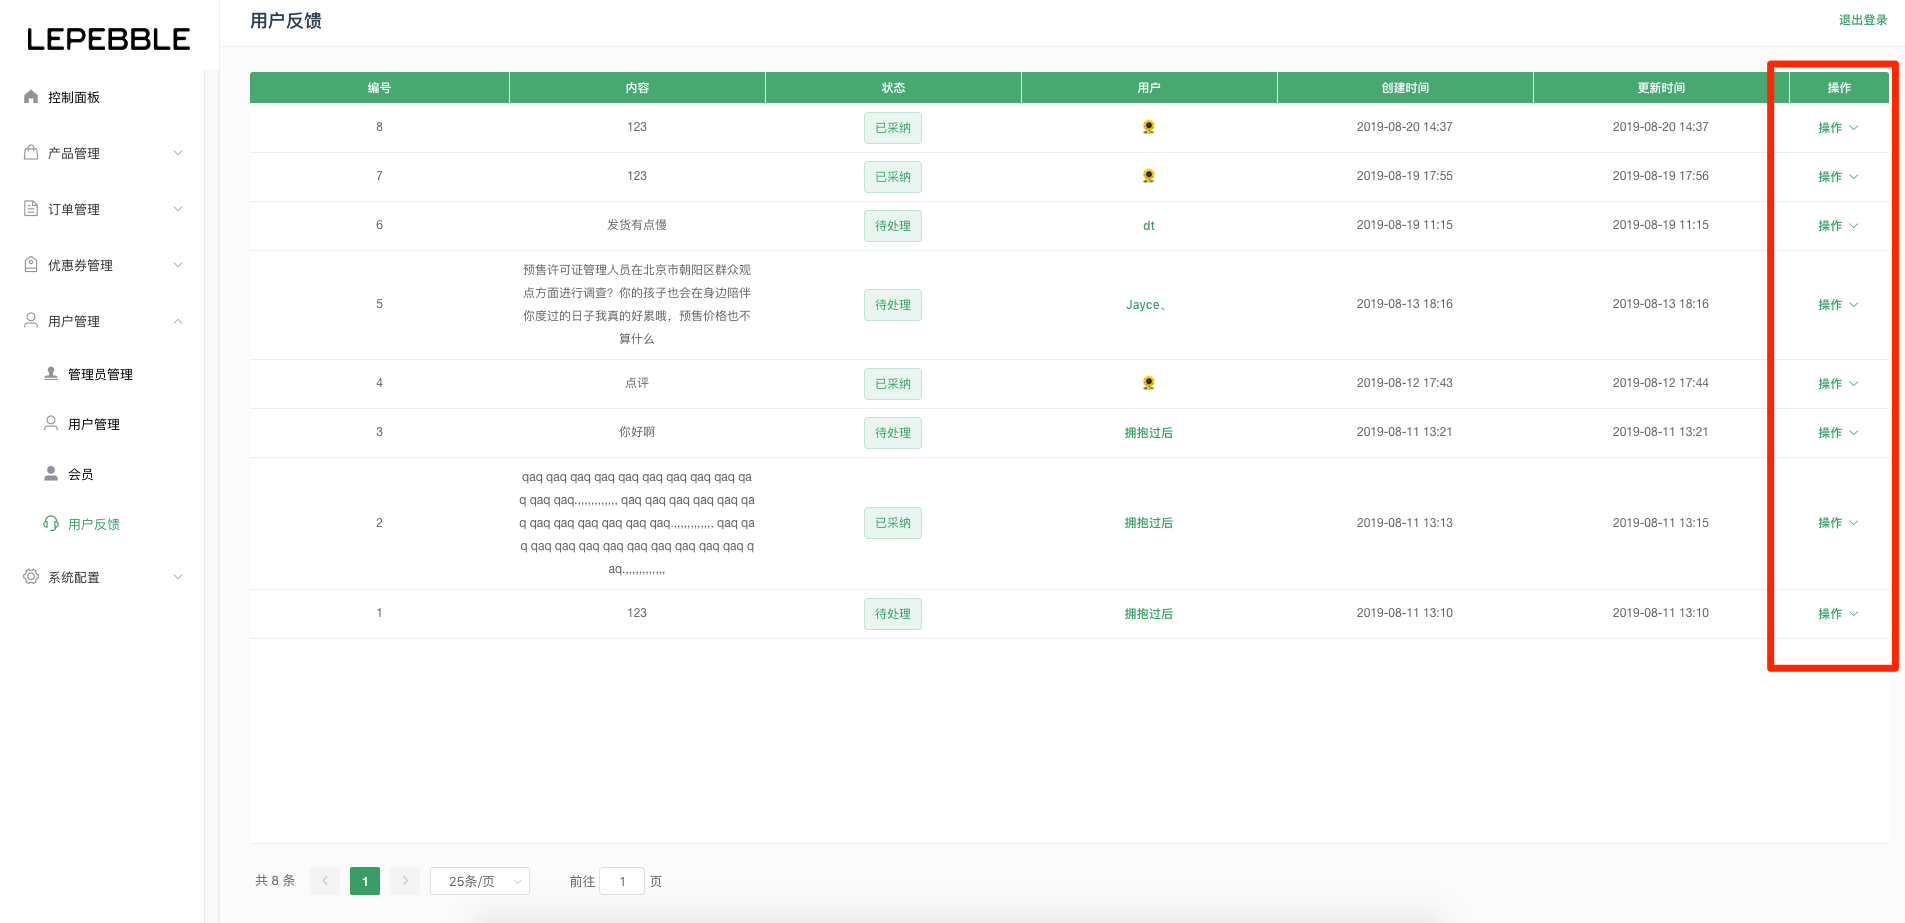 LEPEBBLE
用户反馈
退出登录
控制面板
产品管理
订单管理
优惠券管理
用户管理
管理员管理
用户管理
会员
用户反馈
系统配置
编号 内容 状态 用户 创建时间 更新时间 操作
8 123 已采纳 🌻 2019-08-20 14:37 2019-08-20 14:37 操作
7 123 已采纳 🌻 2019-08-19 17:55 2019-08-19 17:56 操作
6 发货有点慢 待处理 dt 2019-08-19 11:15 2019-08-19 11:15 操作
预售许可证管理人员在北京市朝阳区群众观
点方面进行调查？你的孩子也会在身边陪伴
5 待处理 Jayce、 2019-08-13 18:16 2019-08-13 18:16 操作
你度过的日子我真的好累哦，预售价格也不
算什么
4 点评 已采纳 🌻 2019-08-12 17:43 2019-08-12 17:44 操作
3 你好啊 待处理 拥抱过后 2019-08-11 13:21 2019-08-11 13:21 操作
qaq qaq qaq qaq qaq qaq qaq qaq qaq qa
q qaq qaq.,,,,,,,,,,,,, qaq qaq qaq qaq qaq qa
2 q qaq qaq qaq qaq qaq qaq.,,,,,,,,,,,,, qaq qa 已采纳 拥抱过后 2019-08-11 13:13 2019-08-11 13:15 操作
q qaq qaq qaq qaq qaq qaq qaq qaq qaq q
aq.,,,,,,,,,,,,,
1 123 待处理 拥抱过后 2019-08-11 13:10 2019-08-11 13:10 操作
共 8 条 1 25条/页 前往 1 页